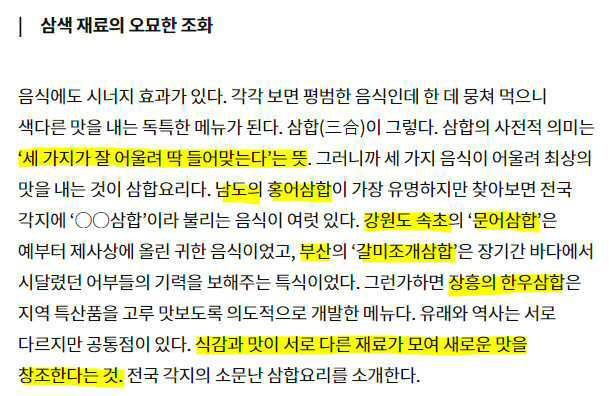 | 삼색 재료의 오묘한 조화
음식에도 시너지 효과가 있다. 각각 보면 평범한 음식인데 한 데 뭉쳐 먹으니
색다른 맛을 내는 독특한 메뉴가 된다. 삼합(三合)이 그렇다. 삼합의 사전적 의미는
‘세 가지가 잘 어울려 딱 들어맞는다’는 뜻. 그러니까 세 가지 음식이 어울려 최상의
맛을 내는 것이 삼합요리다. 남도의 홍어삼합이 가장 유명하지만 찾아보면 전국
각지에 ‘○○삼합’이라 불리는 음식이 여럿 있다. 강원도 속초의 ‘문어삼합’은
예부터 제사상에 올린 귀한 음식이었고, 부산의 ‘갈미조개삼합’은 장기간 바다에서
시달렸던 어부들의 기력을 보해주는 특식이었다. 그런가하면 장흥의 한우삼합은
지역 특산품을 고루 맛보도록 의도적으로 개발한 메뉴다. 유래와 역사는 서로
다르지만 공통점이 있다. 식감과 맛이 서로 다른 재료가 모여 새로운 맛을
창조한다는 것. 전국 각지의 소문난 삼합요리를 소개한다.